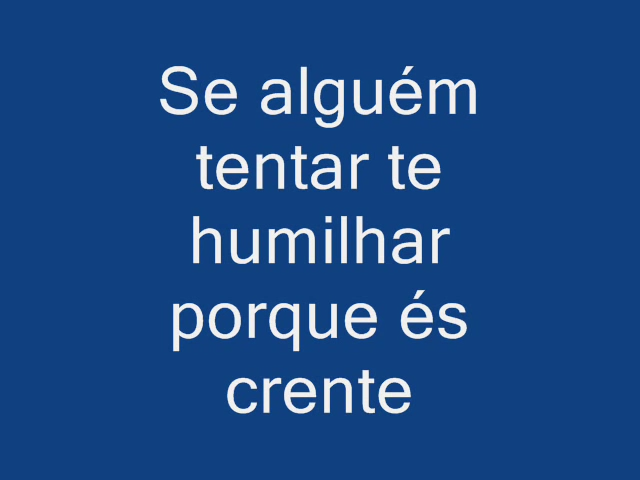 Se alguém
tentar te
humilhar
porque és
crente